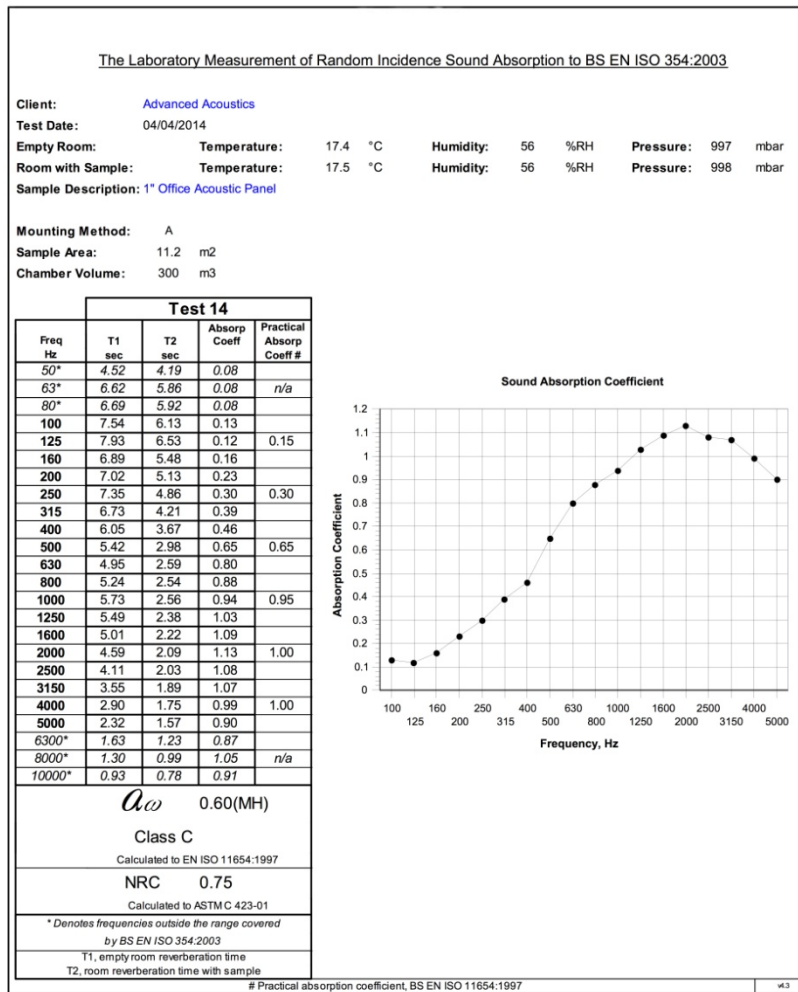 The Laboratory Measurement of Random Incidence Sound Absorption to BS EN ISO 354:2003
Client: Advanced Acoustics
Test Date: 04/04/2014
Empty Room: Temperature: 17.4 °C Humidity: 56 %RH Pressure: 997 mbar
Room with Sample: Temperature: 17.5 °C Humidity: 56 %RH Pressure: 998 mbar
Sample Description: 1" Office Acoustic Panel
Mounting Method: A
Sample Area: 11.2 m2
Chamber Volume: 300 m3
Test 14
Freq Hz T1 sec T2 sec Absorp Coeff Practical Absorp Coeff #
50* 4.52 4.19 0.08
63* 6.62 5.86 0.08 n/a
80* 6.69 5.92 0.08
100 7.54 6.13 0.13
125 7.93 6.53 0.12 0.15
160 6.89 5.48 0.16
200 7.02 5.13 0.23
250 7.35 4.86 0.30 0.30
315 6.73 4.21 0.39
400 6.05 3.67 0.46
500 5.42 2.98 0.65 0.65
630 4.95 2.59 0.80
800 5.24 2.54 0.88
1000 5.73 2.56 0.94 0.95
1250 5.49 2.38 1.03
1600 5.01 2.22 1.09
2000 4.59 2.09 1.13 1.00
2500 4.11 2.03 1.08
3150 3.55 1.89 1.07
4000 2.90 1.75 0.99 1.00
5000 2.32 1.57 0.90
6300* 1.63 1.23 0.87
8000* 1.30 0.99 1.05 n/a
10000* 0.93 0.78 0.91
αω 0.60(MH)
Class C
Calculated to EN ISO 11654:1997
NRC 0.75
Calculated to ASTM C 423-01
* Denotes frequencies outside the range covered
by BS EN ISO 354:2003
T1, empty room reverberation time
T2, room reverberation time with sample
Sound Absorption Coefficient
Absorption Coefficient
1.2
1.1
1
0.9
0.8
0.7
0.6
0.5
0.4
0.3
0.2
0.1
0
100 160 250 400 630 1000 1600 2500 4000
125 200 315 500 800 1250 2000 3150 5000
Frequency, Hz
# Practical absorption coefficient, BS EN ISO 11654:1997
v4.3